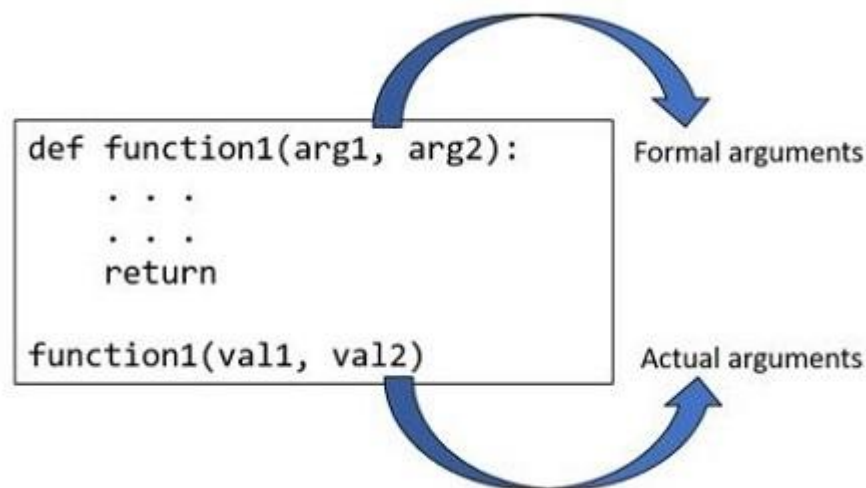 def function1(arg1, arg2):
. . .
. . .
return
function1(val1, val2)
Formal arguments
Actual arguments